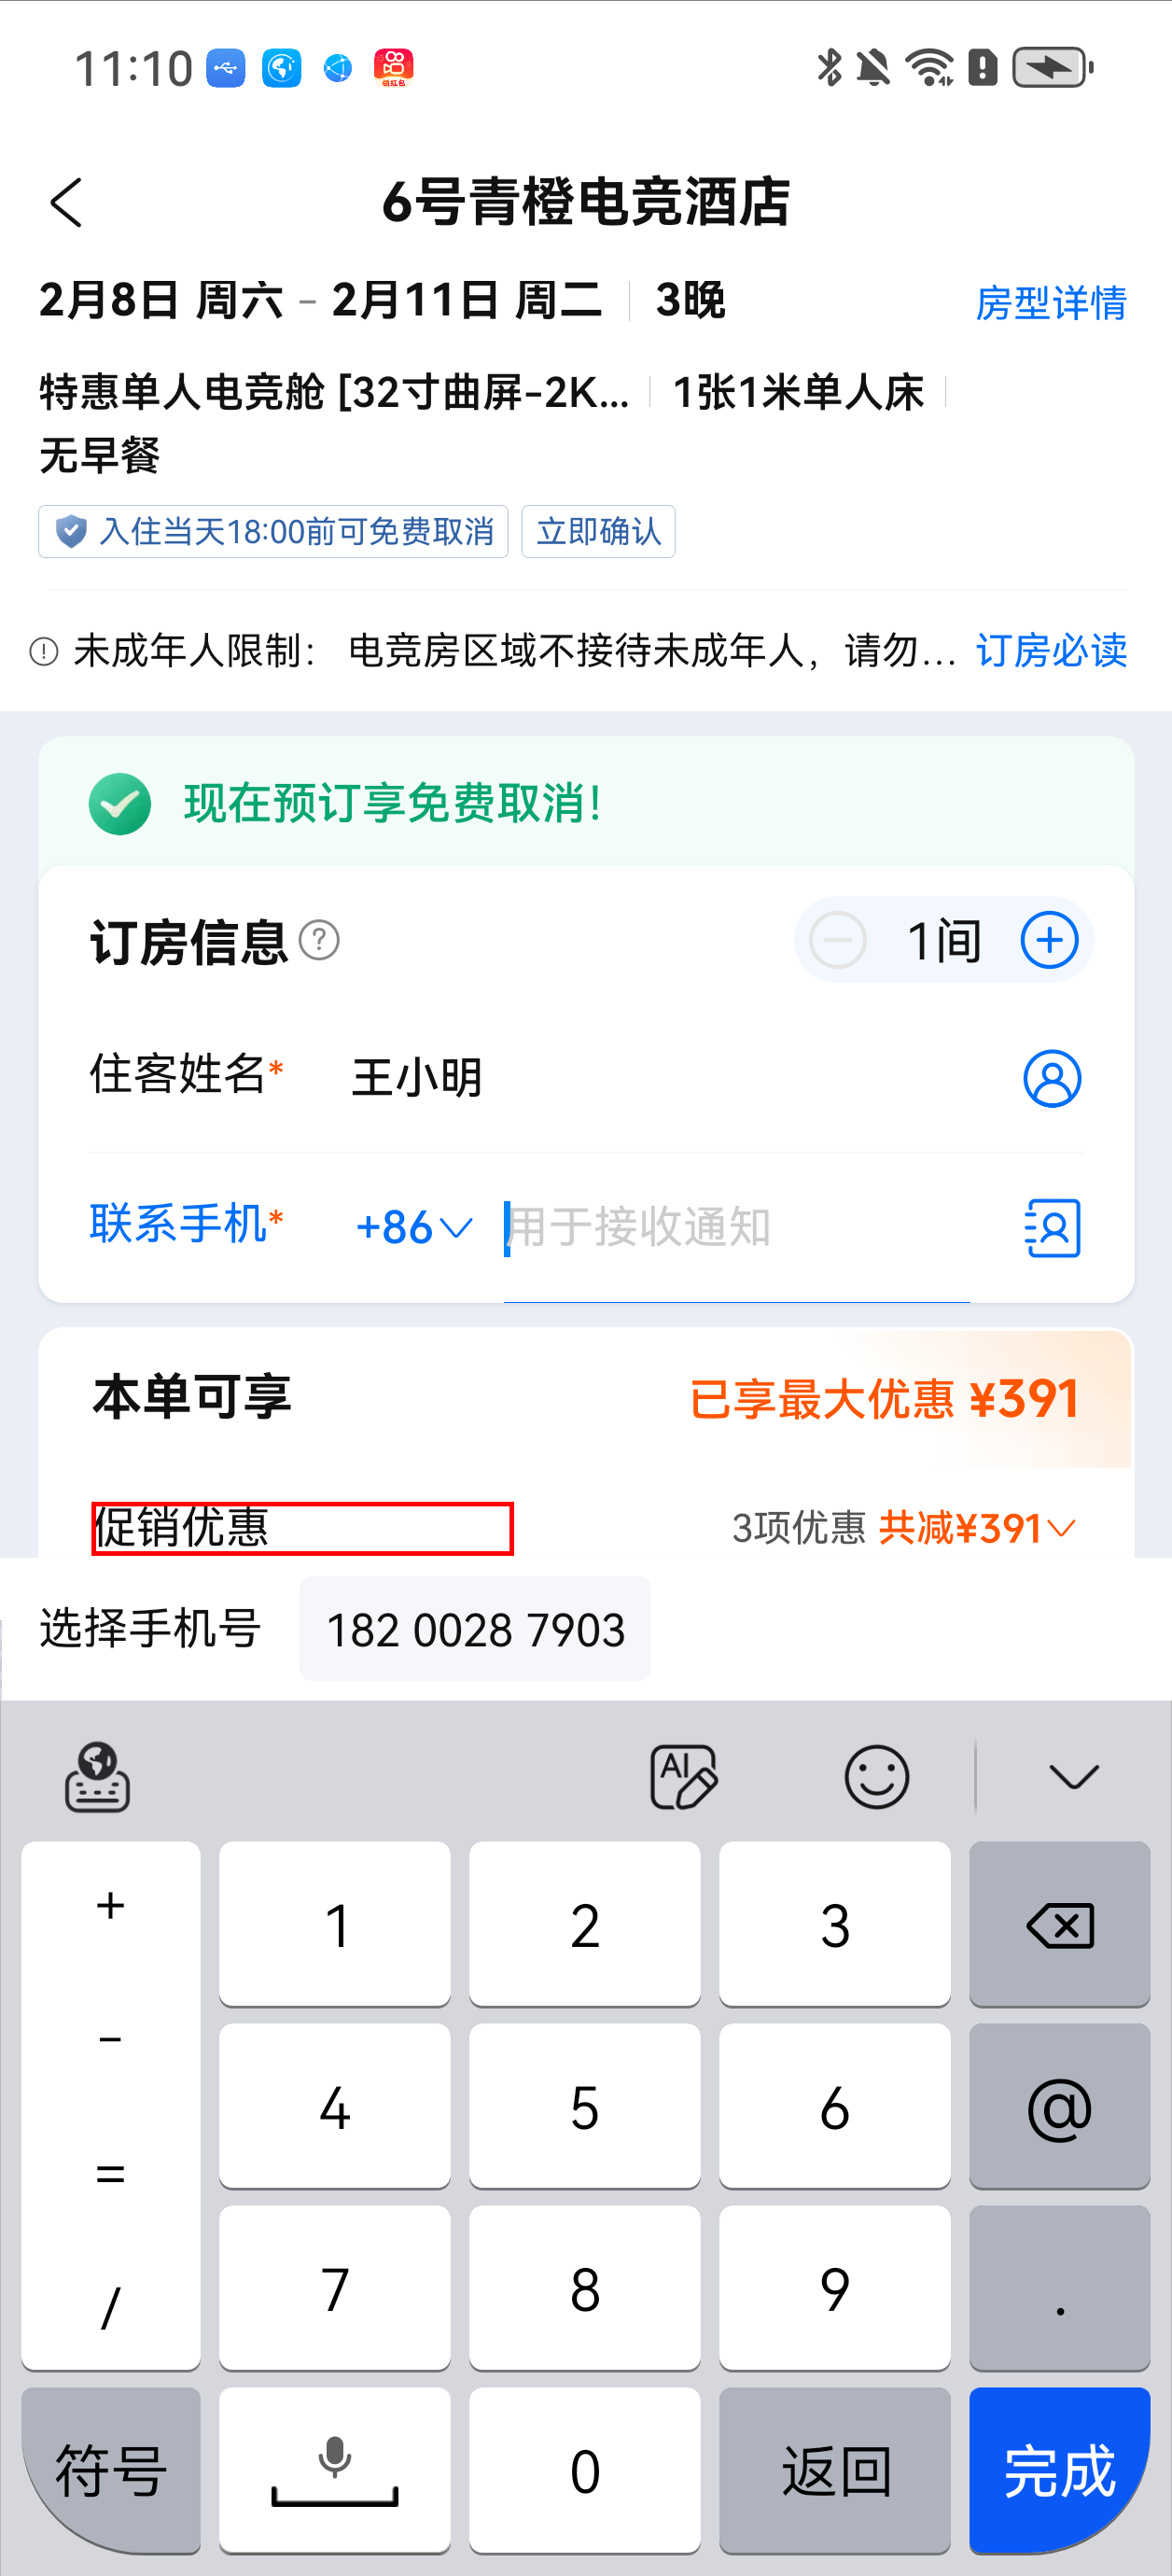 11:10
领红包
6号青橙电竞酒店
2月8日 周六 - 2月11日 周二 3晚 房型详情
特惠单人电竞舱 [32寸曲屏-2K... 1张1米单人床
无早餐
入住当天18:00前可免费取消 立即确认
未成年人限制： 电竞房区域不接待未成年人，请勿... 订房必读
现在预订享免费取消！
订房信息 ? 1间
住客姓名* 王小明
联系手机* +86 用于接收通知
本单可享 已享最大优惠 ¥391
促销优惠 3项优惠 共减¥391
选择手机号 182 0028 7903
AI
+ 1 2 3
- 4 5 6 @
=
7 8 9 .
/
符号 0 返回 完成